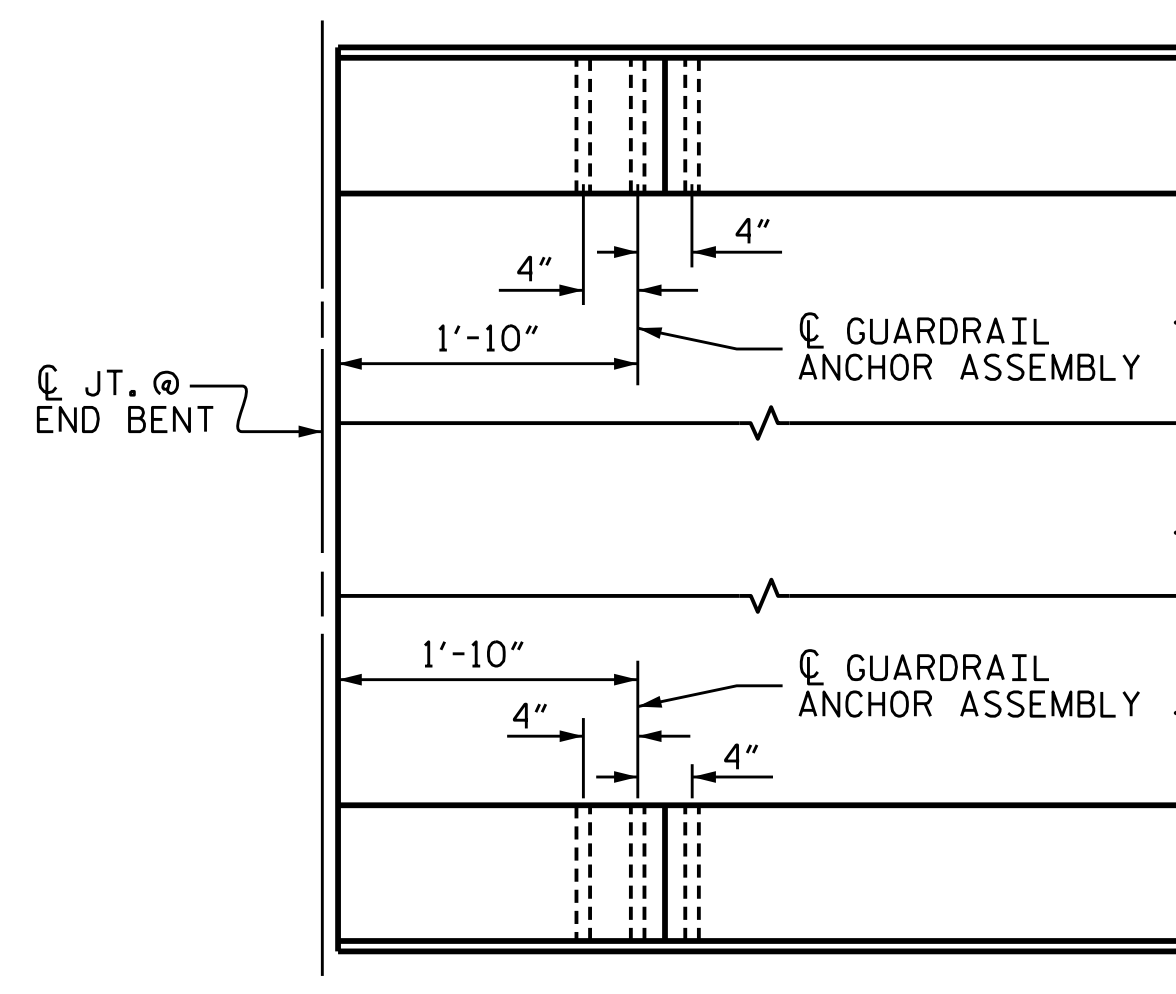 4"
4"
1'-10"
℄ GUARDRAIL
ANCHOR ASSEMBLY
℄ JT. @
END BENT
1'-10"
℄ GUARDRAIL
ANCHOR ASSEMBLY
4"
4"